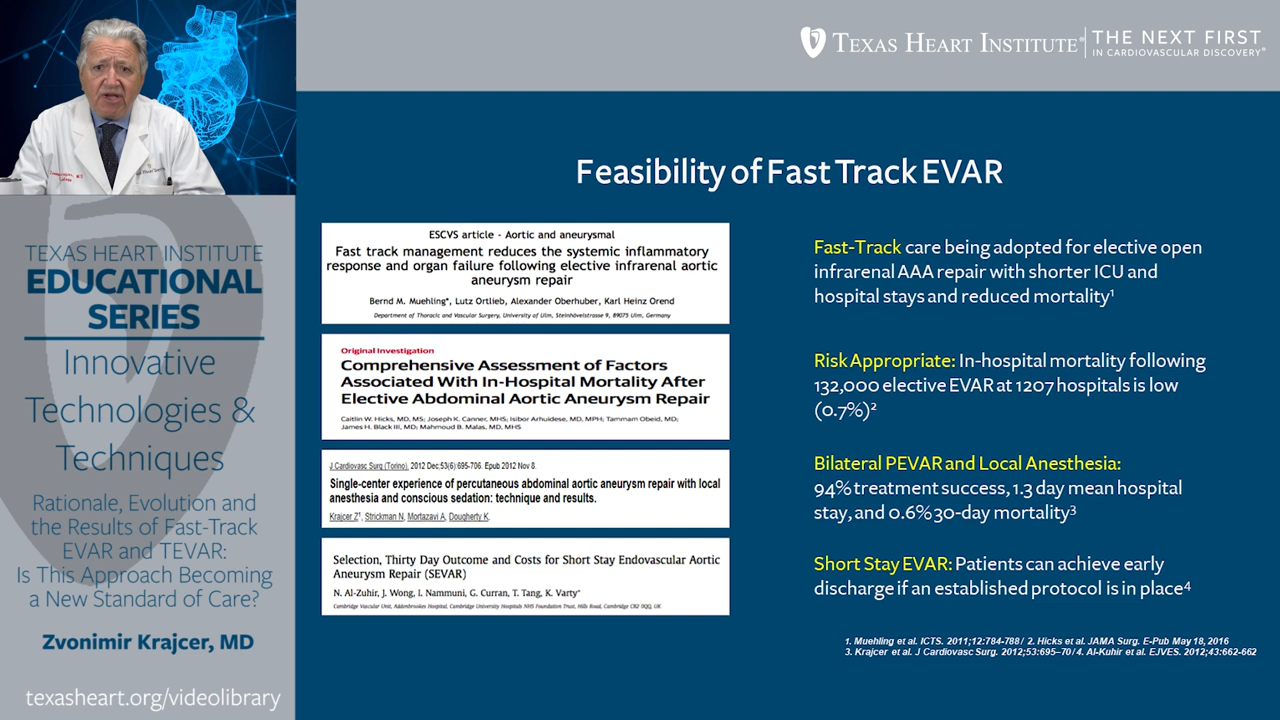 TEXAS HEART INSTITUTE®
THE NEXT FIRST
IN CARDIOVASCULAR DISCOVERY®
TEXAS HEART INSTITUTE
EDUCATIONAL
SERIES
Innovative
Technologies &
Techniques
Rationale, Evolution and
the Results of Fast-Track
EVAR and TEVAR:
Is This Approach Becoming
a New Standard of Care?
Zvonimir Krajcer, MD
texasheart.org/videolibrary
Feasibility of Fast Track EVAR
ESCVS article - Aortic and aneurysmal
Fast track management reduces the systemic inflammatory
response and organ failure following elective infrarenal aortic
aneurysm repair
Bernd M. Muehling*, Lutz Ortlieb, Alexander Oberhuber, Karl Heinz Orend
Department of Thoracic and Vascular Surgery, University of Ulm, Steinhövelstrasse 9, 89075 Ulm, Germany
Original Investigation
Comprehensive Assessment of Factors
Associated With In-Hospital Mortality After
Elective Abdominal Aortic Aneurysm Repair
Caitlin W. Hicks, MD, MS; Joseph K. Canner, MHS; Isibor Arhuidese, MD, MPH; Tammam Obeid, MD;
James H. Black III, MD; Mahmoud B. Malas, MD, MHS
J Cardiovasc Surg (Torino). 2012 Dec;53(6):695-706. Epub 2012 Nov 8.
Single-center experience of percutaneous abdominal aortic aneurysm repair with local
anesthesia and conscious sedation: technique and results.
Krajcer Z1, Strickman N, Mortazavi A, Dougherty K.
Selection, Thirty Day Outcome and Costs for Short Stay Endovascular Aortic
Aneurysm Repair (SEVAR)
N. Al-Zuhir, J. Wong, I. Nammuni, G. Curran, T. Tang, K. Varty*
Cambridge Vascular Unit, Addenbrookes Hospital, Cambridge University Hospitals NHS Foundation Trust, Hills Road, Cambridge CB2 0QQ, UK
Fast-Track care being adopted for elective open
infrarenal AAA repair with shorter ICU and
hospital stays and reduced mortality¹
Risk Appropriate: In-hospital mortality following
132,000 elective EVAR at 1207 hospitals is low
(0.7%)²
Bilateral PEVAR and Local Anesthesia:
94% treatment success, 1.3 day mean hospital
stay, and 0.6% 30-day mortality³
Short Stay EVAR: Patients can achieve early
discharge if an established protocol is in place⁴
1. Muehling et al. ICTS. 2011;12:784-788 / 2. Hicks et al. JAMA Surg. E-Pub May 18, 2016
3. Krajcer et al. J Cardiovasc Surg. 2012;53:695–70 / 4. Al-Kuhir et al. EJVES. 2012;43:662-662